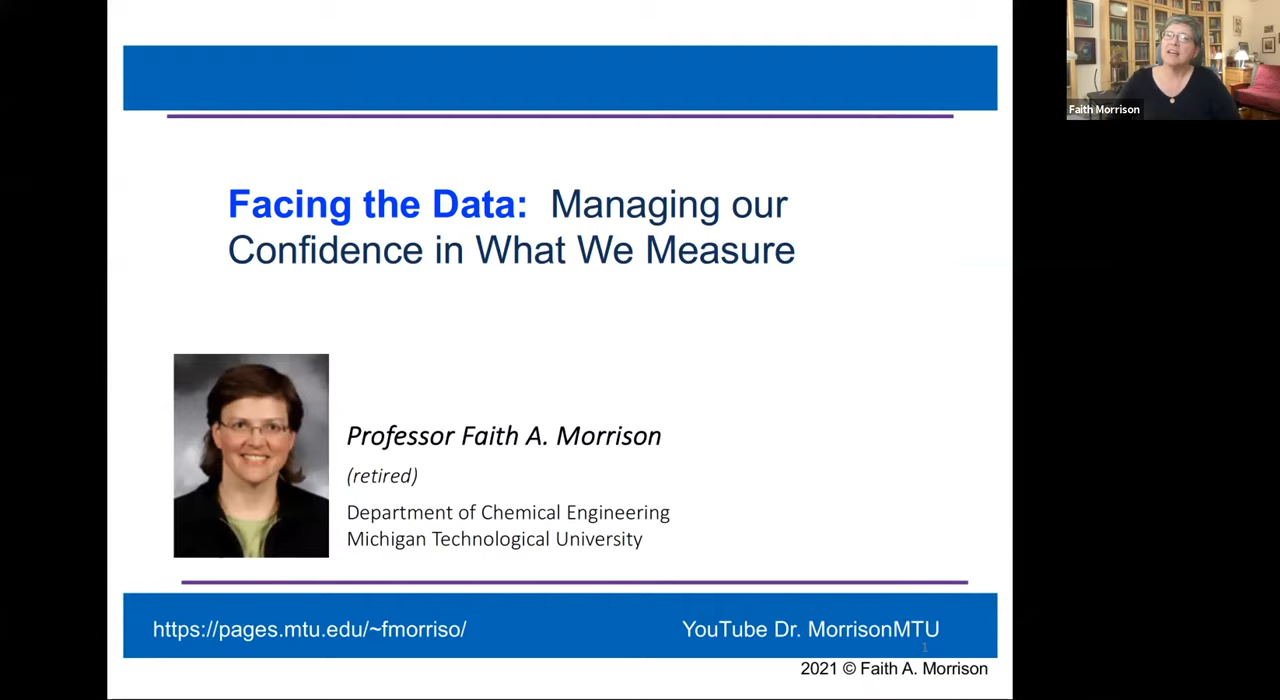 Faith Morrison
Facing the Data: Managing our
Confidence in What We Measure
Professor Faith A. Morrison
(retired)
Department of Chemical Engineering
Michigan Technological University
https://pages.mtu.edu/~fmorriso/
YouTube Dr. MorrisonMTU
1
2021 © Faith A. Morrison